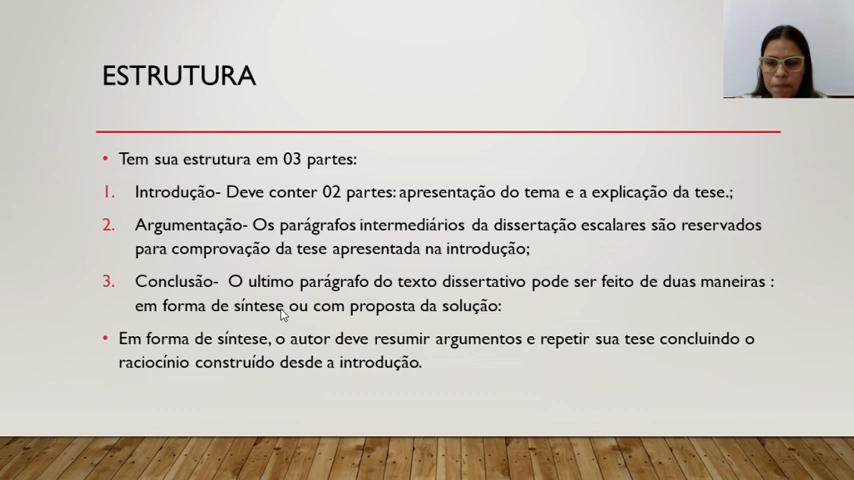 ESTRUTURA
• Tem sua estrutura em 03 partes:
1. Introdução- Deve conter 02 partes: apresentação do tema e a explicação da tese.;
2. Argumentação- Os parágrafos intermediários da dissertação escalares são reservados
para comprovação da tese apresentada na introdução;
3. Conclusão- O ultimo parágrafo do texto dissertativo pode ser feito de duas maneiras :
em forma de síntese ou com proposta da solução:
• Em forma de síntese, o autor deve resumir argumentos e repetir sua tese concluindo o
raciocínio construído desde a introdução.